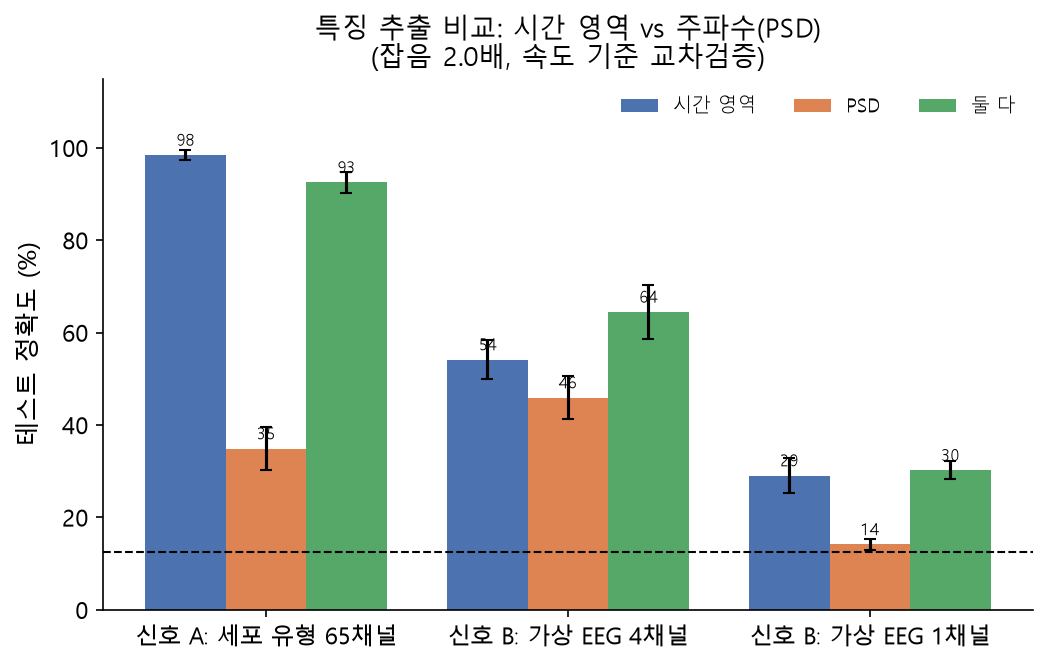 특징 추출 비교: 시간 영역 vs 주파수(PSD)
(잡음 2.0배, 속도 기준 교차검증)
시간 영역 PSD 둘 다
테스트 정확도 (%)
100
80
60
40
20
0
98 35 93
54 46 64
29 14 30
신호 A: 세포 유형 65채널 신호 B: 가상 EEG 4채널 신호 B: 가상 EEG 1채널